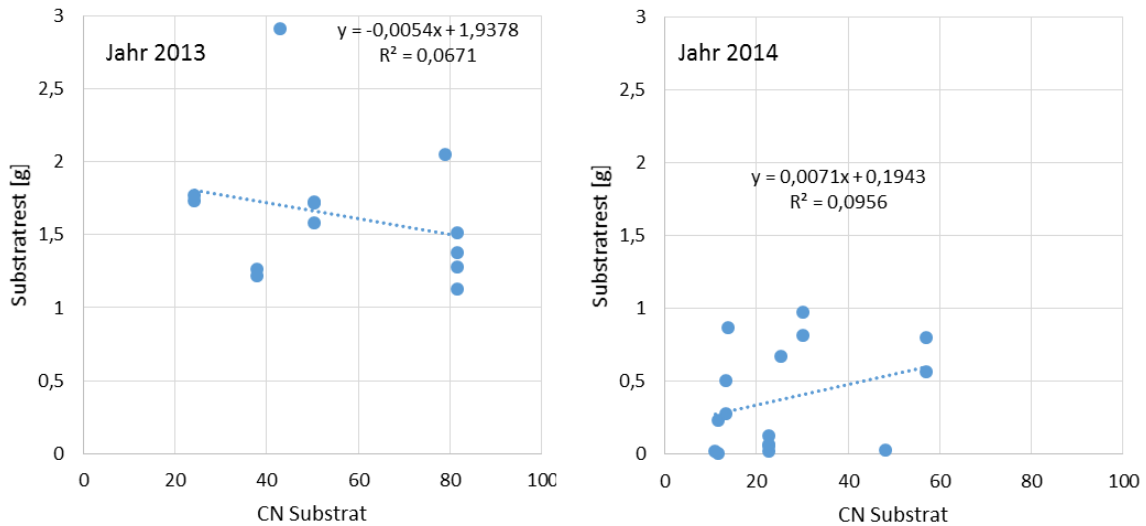 Jahr 2013
y = -0,0054x + 1,9378
R² = 0,0671
3
2,5
2
1,5
1
0,5
0
0
20
40
60
80
100
Substratrest [g]
CN Substrat
Jahr 2014
y = 0,0071x + 0,1943
R² = 0,0956
3
2,5
2
1,5
1
0,5
0
0
20
40
60
80
100
Substratrest [g]
CN Substrat